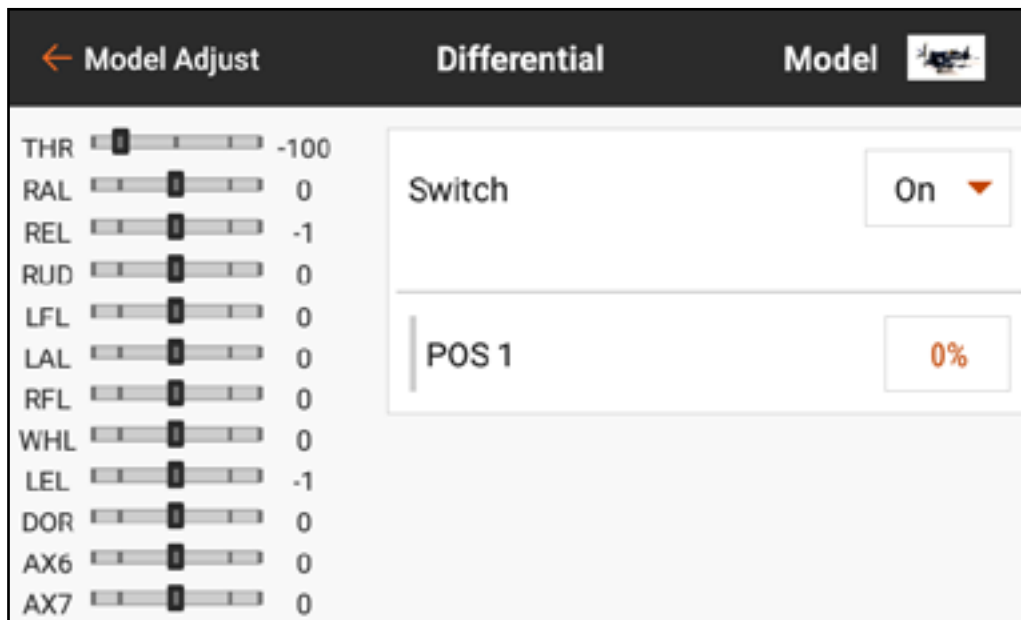 ← Model Adjust Differential Model
THR -100
RAL 0
REL -1
RUD 0
LFL 0
LAL 0
RFL 0
WHL 0
LEL -1
DOR 0
AX6 0
AX7 0
Switch On
POS 1 0%